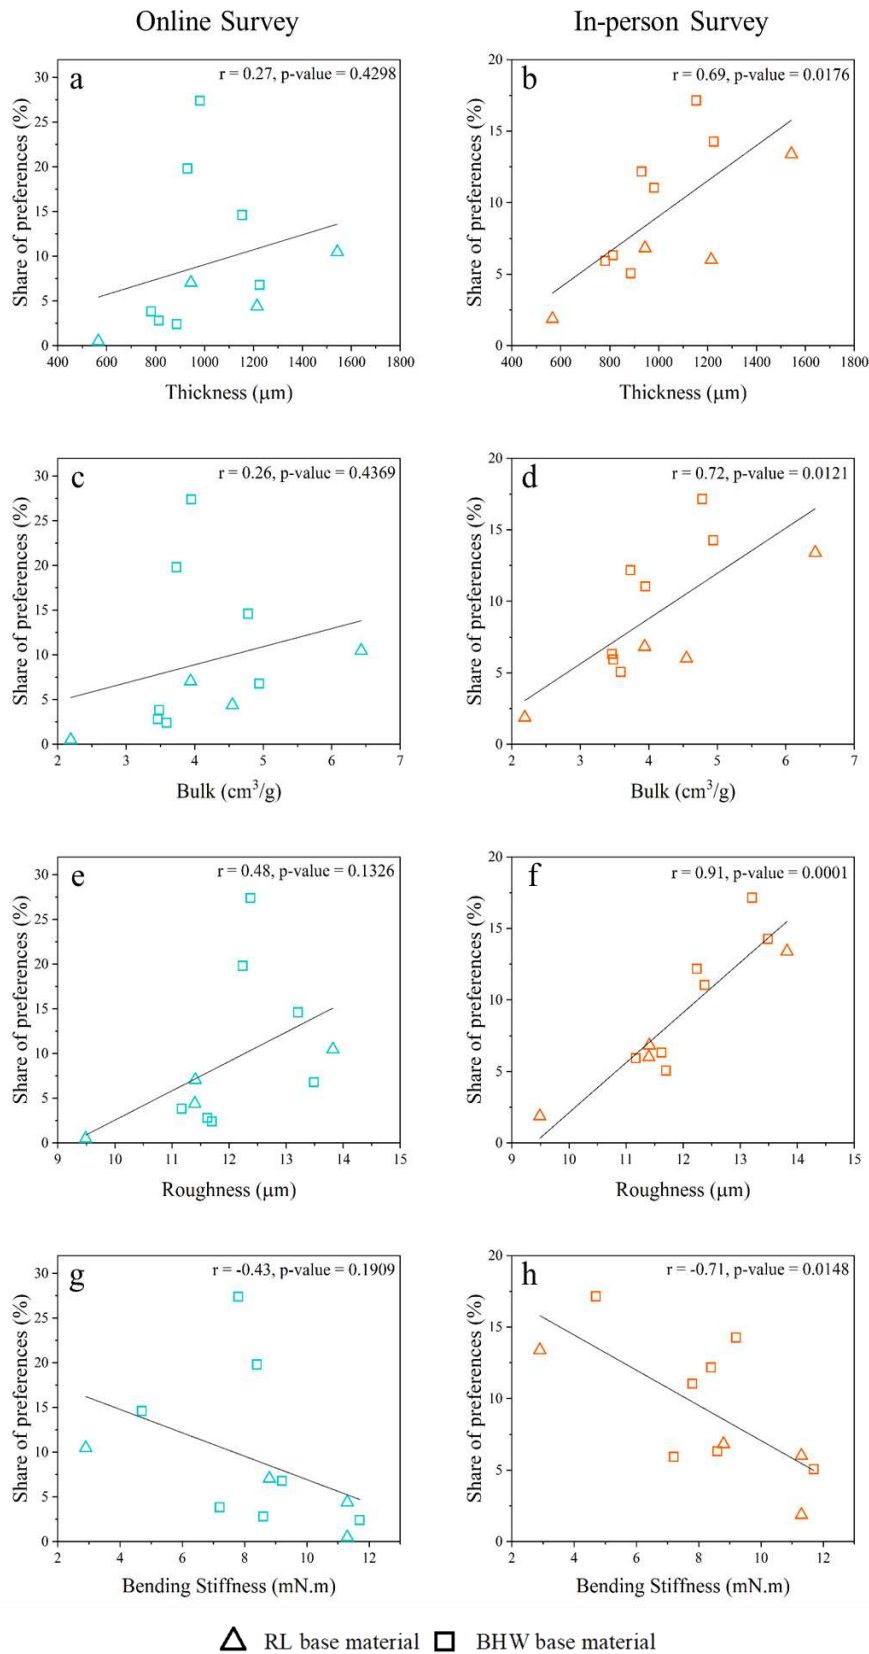 Online Survey
In-person Survey
a
r = 0.27, p-value = 0.4298
Share of preferences (%)
0 5 10 15 20 25 30
400 600 800 1000 1200 1400 1600 1800
Thickness (μm)
b
r = 0.69, p-value = 0.0176
Share of preferences (%)
0 5 10 15 20
400 600 800 1000 1200 1400 1600 1800
Thickness (μm)
c
r = 0.26, p-value = 0.4369
Share of preferences (%)
0 5 10 15 20 25 30
2 3 4 5 6 7
Bulk (cm³/g)
d
r = 0.72, p-value = 0.0121
Share of preferences (%)
0 5 10 15 20
2 3 4 5 6 7
Bulk (cm³/g)
e
r = 0.48, p-value = 0.1326
Share of preferences (%)
0 5 10 15 20 25 30
9 10 11 12 13 14 15
Roughness (μm)
f
r = 0.91, p-value = 0.0001
Share of preferences (%)
0 5 10 15 20
9 10 11 12 13 14 15
Roughness (μm)
g
r = -0.43, p-value = 0.1909
Share of preferences (%)
0 5 10 15 20 25 30
2 4 6 8 10 12
Bending Stiffness (mN.m)
h
r = -0.71, p-value = 0.0148
Share of preferences (%)
0 5 10 15 20
2 4 6 8 10 12
Bending Stiffness (mN.m)
RL base material
BHW base material